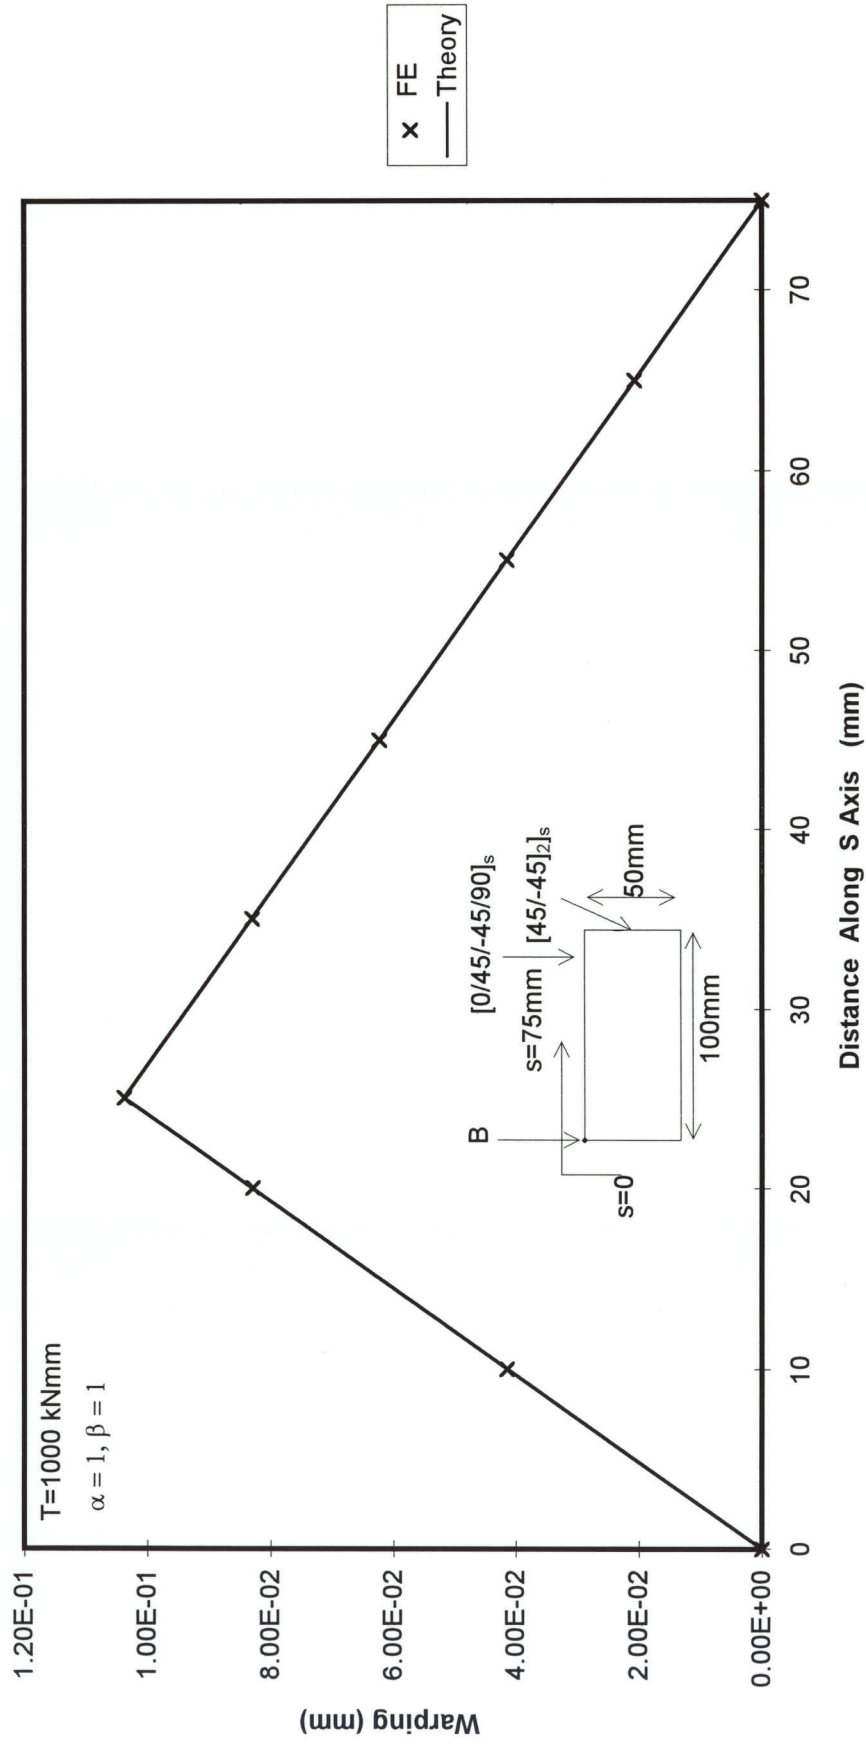 T=1000 kNmm
α = 1, β = 1
1.20E-01
1.00E-01
8.00E-02
6.00E-02
4.00E-02
2.00E-02
0.00E+00
Warping (mm)
0
10
20
30
40
50
60
70
Distance Along S Axis (mm)
B
s=0
s=75mm
[0/45/-45/90]s
[45/-45]2]s
50mm
100mm
FE
Theory